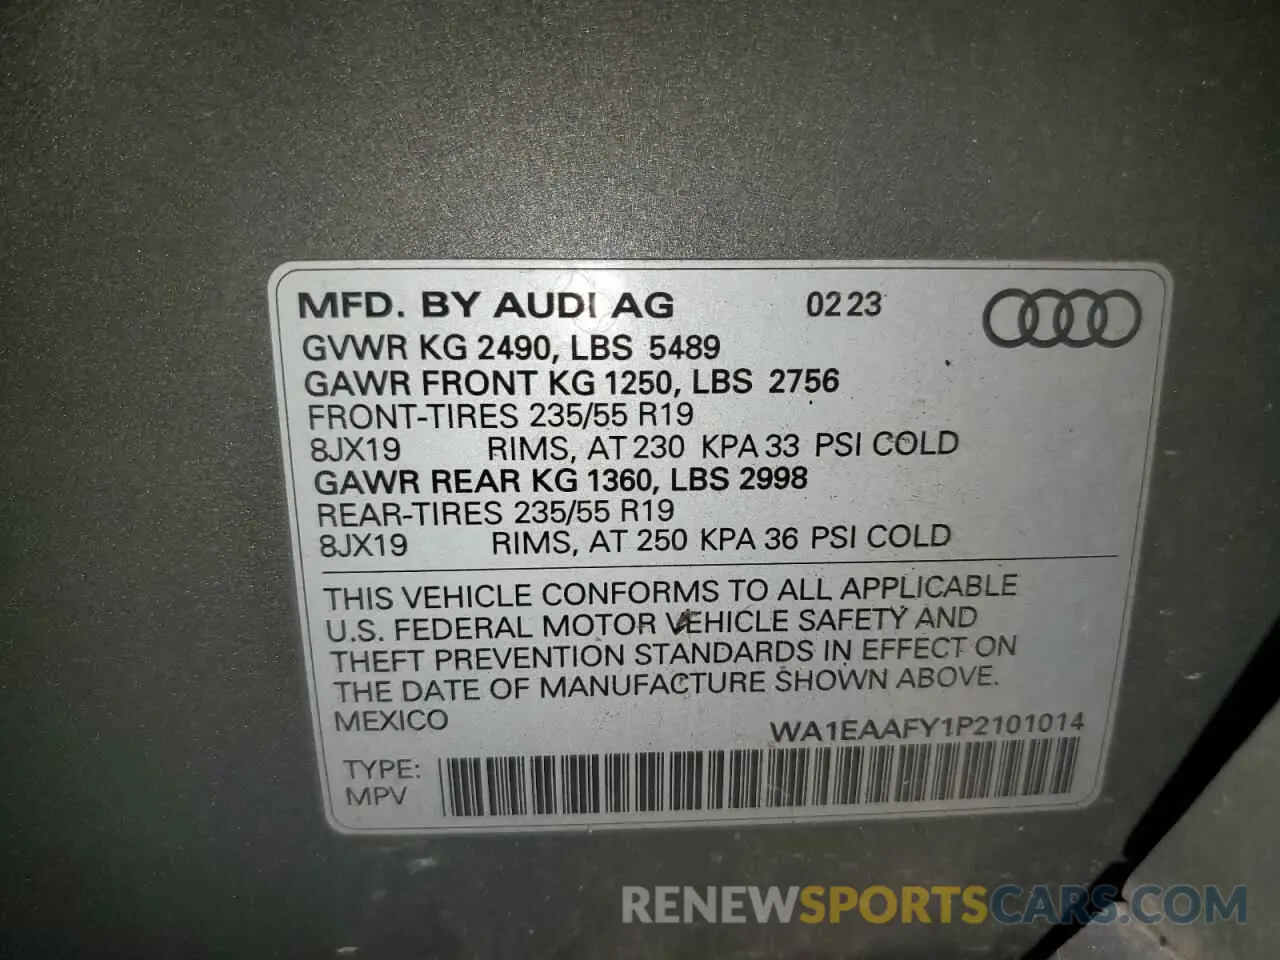 MFD. BY AUDI AG 02 23
GVWR KG 2490, LBS 5489
GAWR FRONT KG 1250, LBS 2756
FRONT-TIRES 235/55 R19
8JX19 RIMS, AT 230 KPA 33 PSI COLD
GAWR REAR KG 1360, LBS 2998
REAR-TIRES 235/55 R19
8JX19 RIMS, AT 250 KPA 36 PSI COLD
THIS VEHICLE CONFORMS TO ALL APPLICABLE
U.S. FEDERAL MOTOR VEHICLE SAFETY AND
THEFT PREVENTION STANDARDS IN EFFECT ON
THE DATE OF MANUFACTURE SHOWN ABOVE.
MEXICO WA1EAAFY1P2101014
TYPE:
MPV
RENEWSPORTSCARS.COM